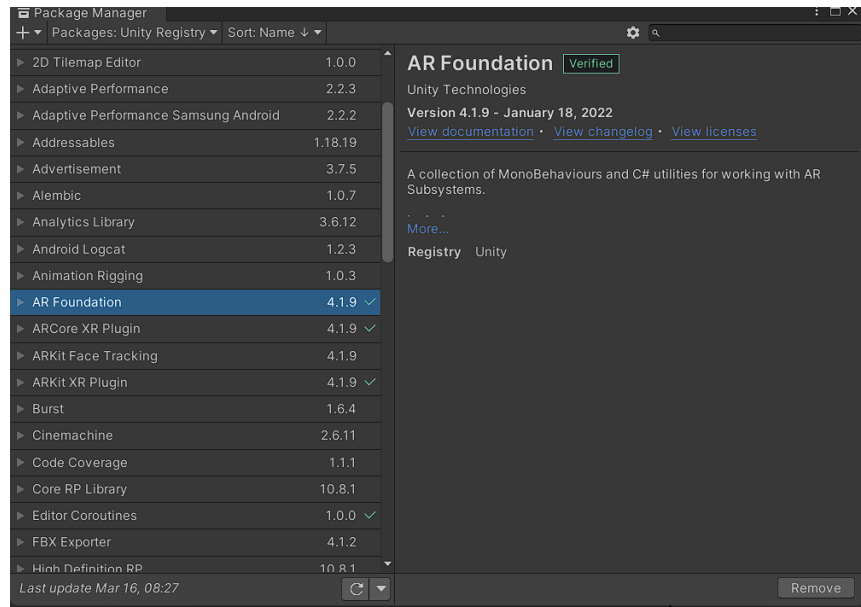 Package Manager
Packages: Unity Registry Sort: Name ↓
2D Tilemap Editor 1.0.0
Adaptive Performance 2.2.3
Adaptive Performance Samsung Android 2.2.2
Addressables 1.18.19
Advertisement 3.7.5
Alembic 1.0.7
Analytics Library 3.6.12
Android Logcat 1.2.3
Animation Rigging 1.0.3
AR Foundation 4.1.9
ARCore XR Plugin 4.1.9
ARKit Face Tracking 4.1.9
ARKit XR Plugin 4.1.9
Burst 1.6.4
Cinemachine 2.6.11
Code Coverage 1.1.1
Core RP Library 10.8.1
Editor Coroutines 1.0.0
FBX Exporter 4.1.2
High Definition RP 10.8.1
Last update Mar 16, 08:27
AR Foundation Verified
Unity Technologies
Version 4.1.9 - January 18, 2022
View documentation • View changelog • View licenses
A collection of MonoBehaviours and C# utilities for working with AR
Subsystems.
. . .
More...
Registry Unity
Remove